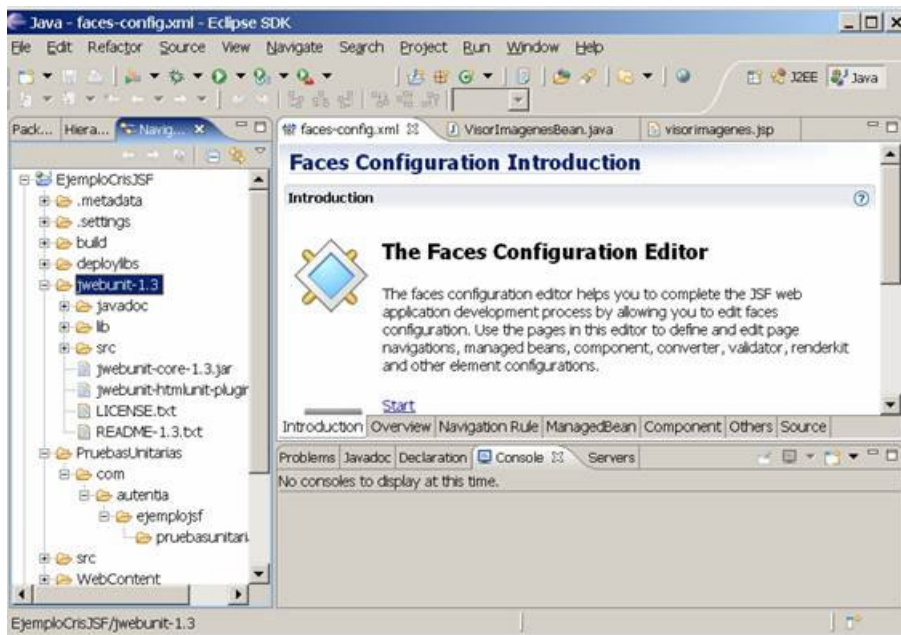 Java - faces-config.xml - Eclipse SDK
File Edit Refactor Source View Navigate Search Project Run Window Help
J2EE Java
Pack... Hiera... Navig...
faces-config.xml VisorImagenesBean.java visorimagenes.jsp
EjemploCrisJSF
.metadata
.settings
build
deploylibs
jwebunit-1.3
javadoc
lib
src
jwebunit-core-1.3.jar
jwebunit-htmlunit-plugin
LICENSE.txt
README-1.3.txt
PruebasUnitarias
com
autentia
ejemplojsf
pruebasunitari
src
WebContent
Faces Configuration Introduction
Introduction
The Faces Configuration Editor
The faces configuration editor helps you to complete the JSF web
application development process by allowing you to edit faces
configuration. Use the pages in this editor to define and edit page
navigations, managed beans, component, converter, validator, renderkit
and other element configurations.
Start
Introduction Overview Navigation Rule ManagedBean Component Others Source
Problems Javadoc Declaration Console Servers
No consoles to display at this time.
EjemploCrisJSF/jwebunit-1.3